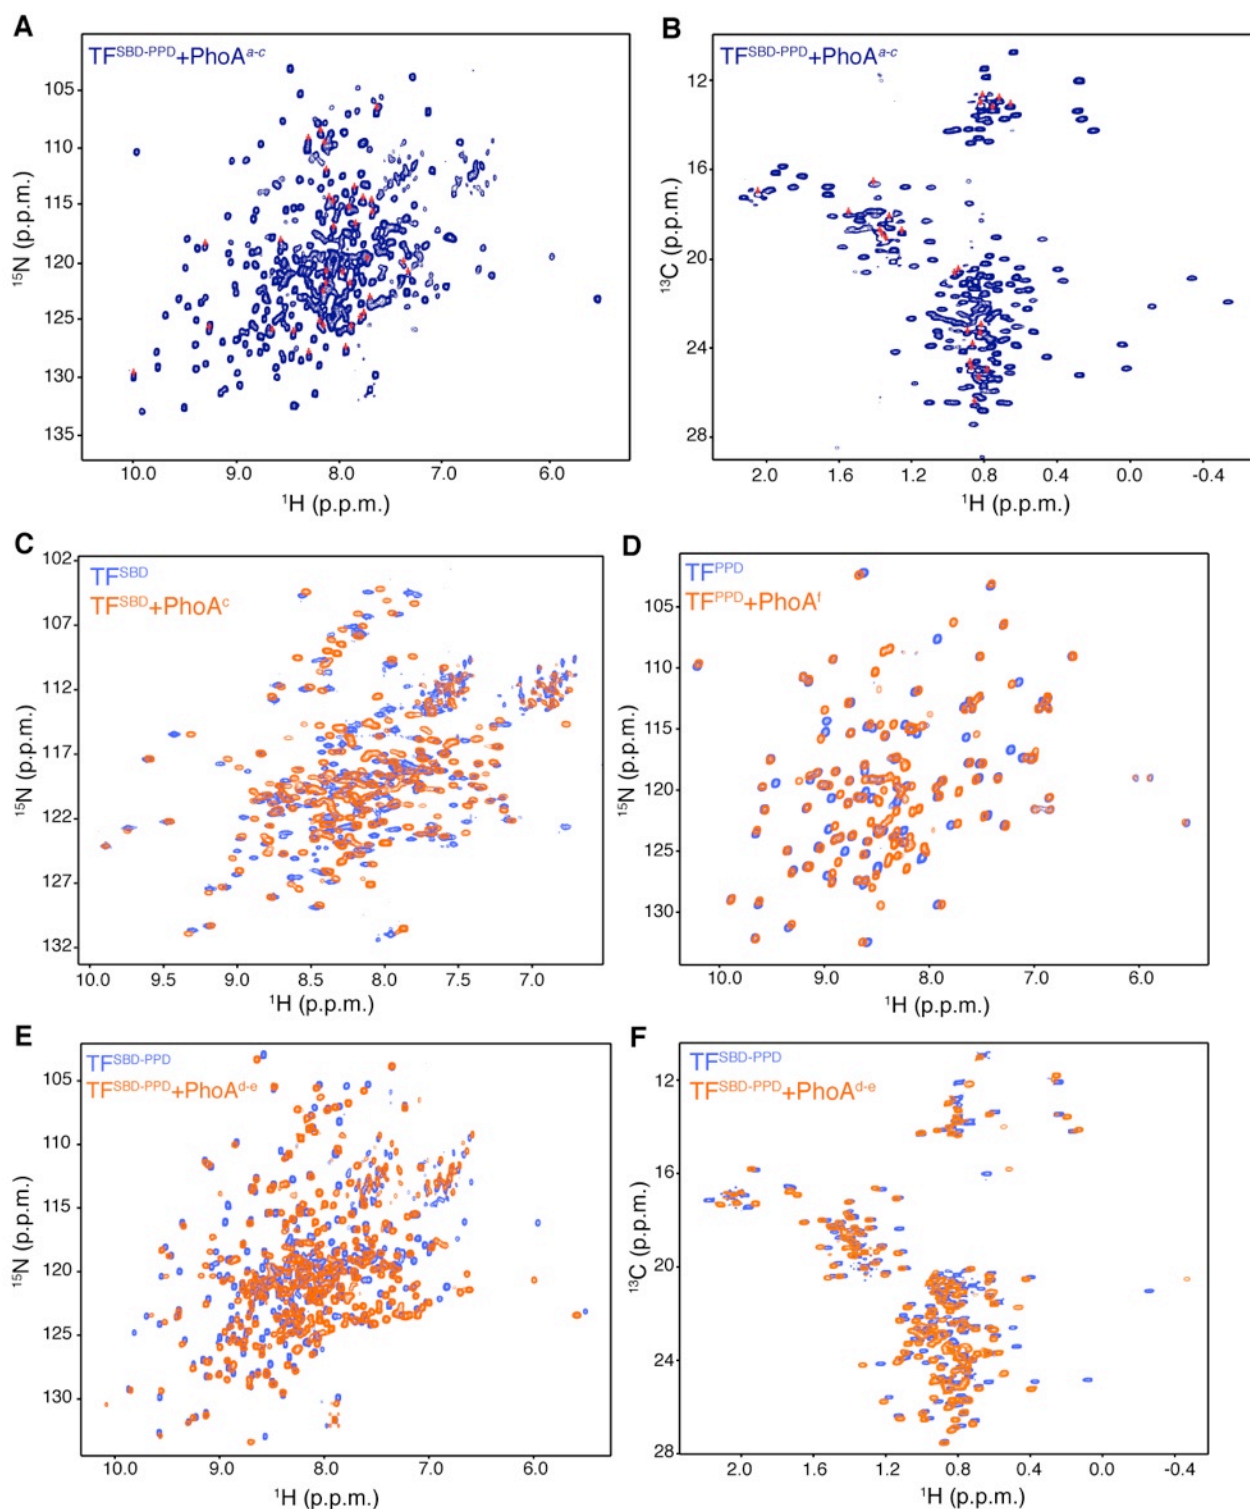 A
TF^SBD-PPD+PhoA^a-c
105
110
115
120
125
130
135
¹⁵N (p.p.m.)
10.0 9.0 8.0 7.0 6.0
¹H (p.p.m.)
B
TF^SBD-PPD+PhoA^a-c
12
16
20
24
28
¹³C (p.p.m.)
2.0 1.6 1.2 0.8 0.4 0.0 -0.4
¹H (p.p.m.)
C
TF^SBD
TF^SBD+PhoA^c
102
107
112
117
122
127
132
¹⁵N (p.p.m.)
10.0 9.5 9.0 8.5 8.0 7.5 7.0
¹H (p.p.m.)
D
TF^PPD
TF^PPD+PhoA^f
105
110
115
120
125
130
¹⁵N (p.p.m.)
10.0 9.0 8.0 7.0 6.0
¹H (p.p.m.)
E
TF^SBD-PPD
TF^SBD-PPD+PhoA^d-e
105
110
115
120
125
130
¹⁵N (p.p.m.)
10.0 9.0 8.0 7.0 6.0
¹H (p.p.m.)
F
TF^SBD-PPD
TF^SBD-PPD+PhoA^d-e
12
16
20
24
28
¹³C (p.p.m.)
2.0 1.6 1.2 0.8 0.4 0.0 -0.4
¹H (p.p.m.)